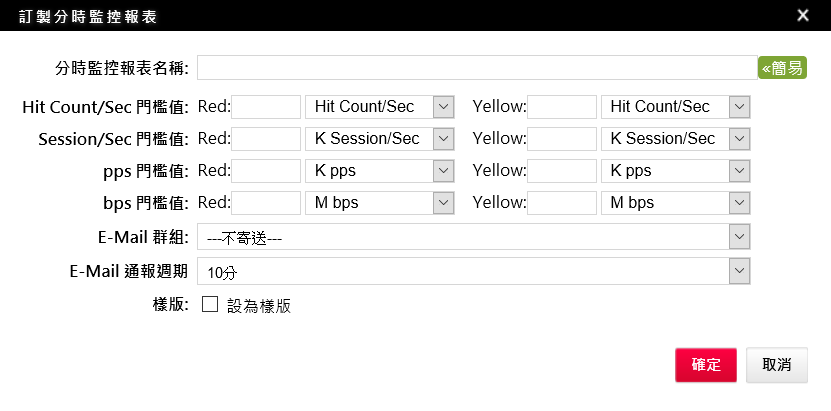 訂製分時監控報表
分時監控報表名稱: «簡易
Hit Count/Sec 門檻值: Red: Hit Count/Sec Yellow: Hit Count/Sec
Session/Sec 門檻值: Red: K Session/Sec Yellow: K Session/Sec
pps 門檻值: Red: K pps Yellow: K pps
bps 門檻值: Red: M bps Yellow: M bps
E-Mail 群組: ---不寄送---
E-Mail 通報週期 10分
樣版: 設為樣版
確定 取消